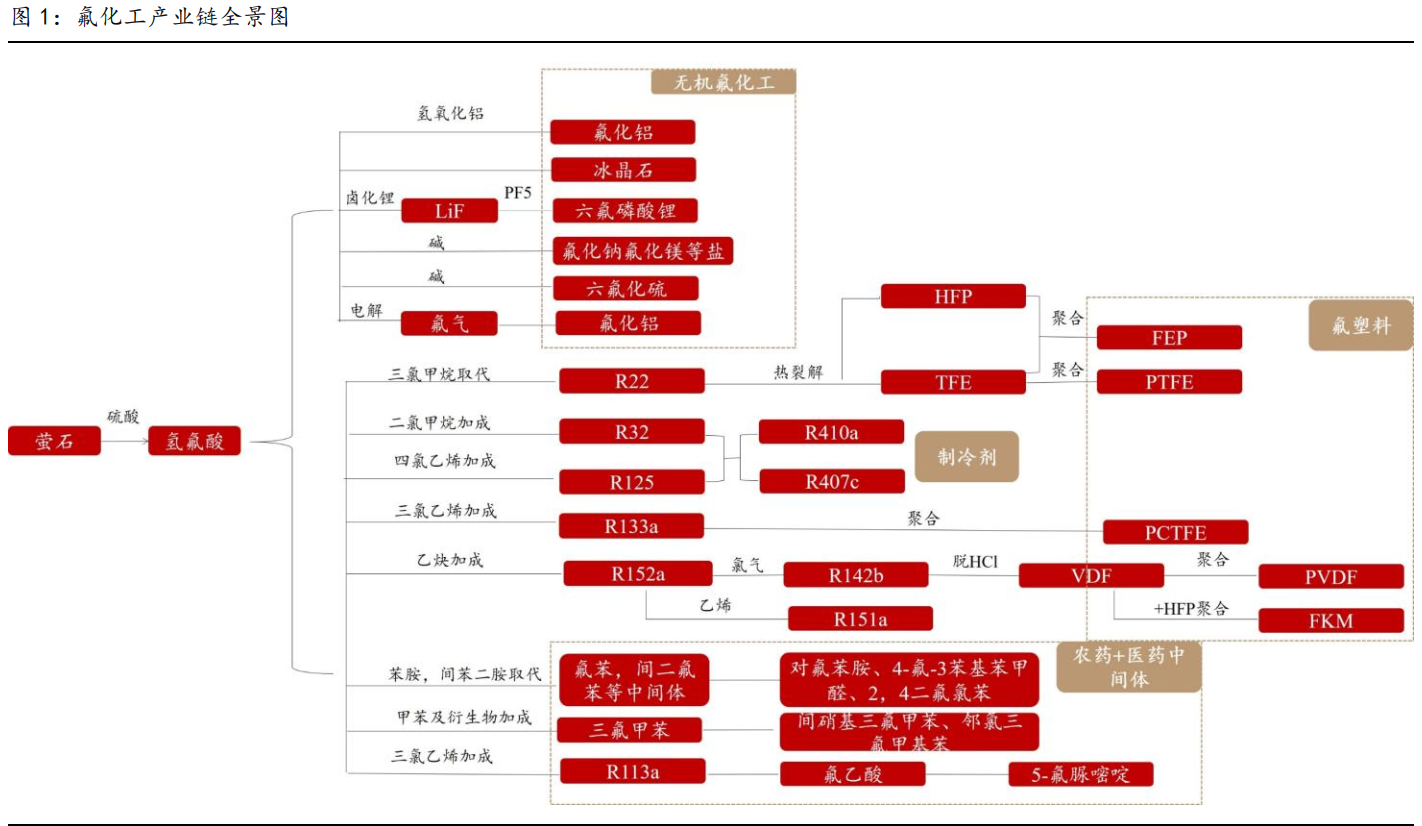 图 1：氟化工产业链全景图
无机氟化工
氢氧化铝
氟化铝
冰晶石
卤化锂
LiF
PF5
六氟磷酸锂
碱
氟化钠氟化镁等盐
碱
六氟化硫
电解
氟气
氟化铝
HFP
聚合
FEP
氟塑料
三氯甲烷取代
R22
热裂解
TFE
聚合
PTFE
萤石
硫酸
氢氟酸
二氯甲烷加成
R32
R410a
制冷剂
四氯乙烯加成
R125
R407c
三氯乙烯加成
R133a
聚合
PCTFE
乙炔加成
R152a
氯气
R142b
脱HCl
VDF
聚合
PVDF
乙烯
R151a
+HFP聚合
FKM
农药+医药中
间体
苯胺，间苯二胺取代
氟苯，间二氟
苯等中间体
对氟苯胺、4-氟-3苯基苯甲
醛、2，4二氟氯苯
甲苯及衍生物加成
三氟甲苯
间硝基三氟甲苯、邻氯三
氟甲基苯
三氯乙烯加成
R113a
氟乙酸
5-氟脲嘧啶